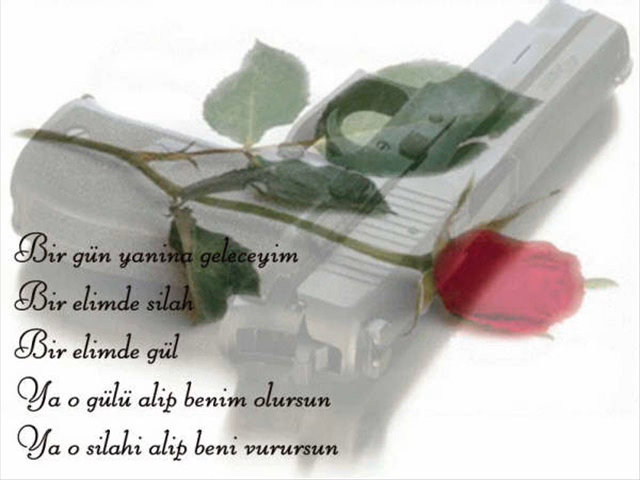 Bir gün yanina geleceyim
Bir elimde silah
Bir elimde gül
Ya o gülü alip benim olursun
Ya o silahi alip beni vurursun